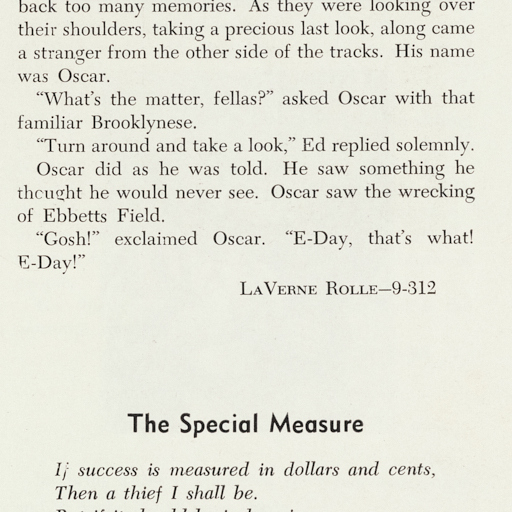 back too many memories. As they were looking over
their shoulders, taking a precious last look, along came
a stranger from the other side of the tracks. His name
was Oscar.
"What's the matter, fellas?" asked Oscar with that
familiar Brooklynese.
"Turn around and take a look," Ed replied solemnly.
Oscar did as he was told. He saw something he
thought he would never see. Oscar saw the wrecking
of Ebbetts Field.
"Gosh!" exclaimed Oscar. "E-Day, that's what!
E-Day!"
LaVerne Rolle—9-312
The Special Measure
If success is measured in dollars and cents,
Then a thief I shall be.